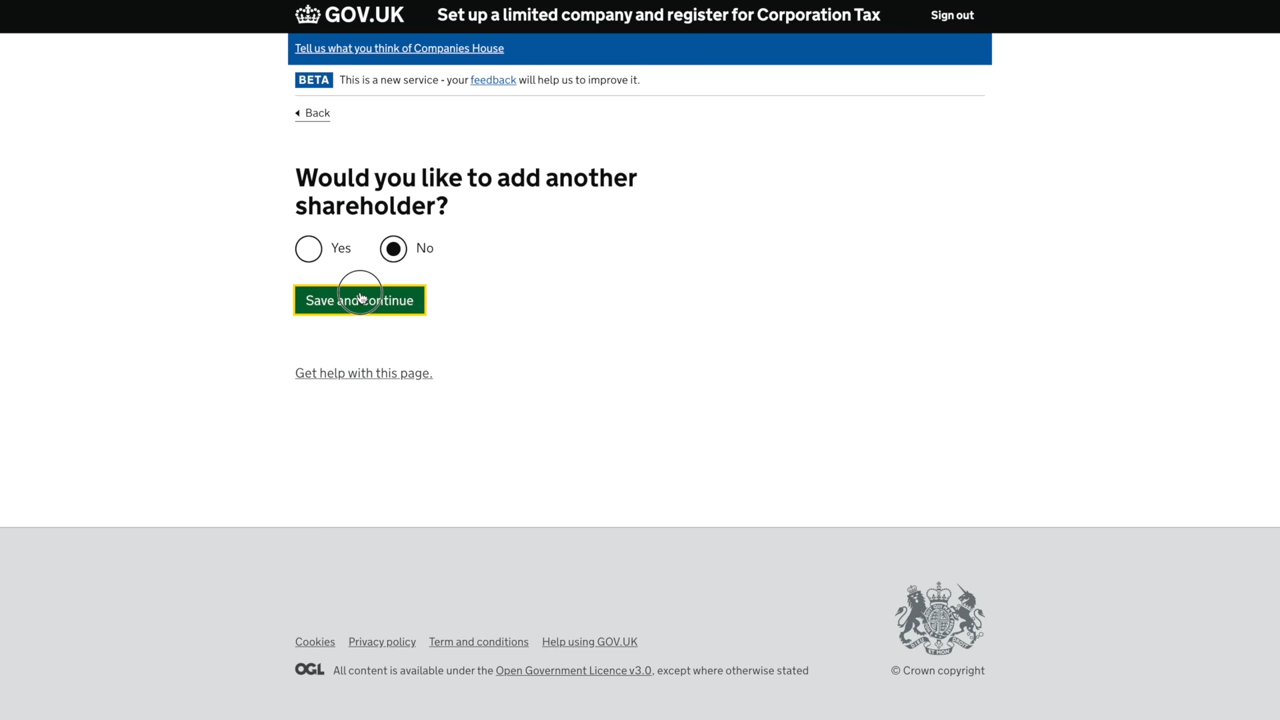 GOV.UK Set up a limited company and register for Corporation Tax Sign out
Tell us what you think of Companies House
BETA This is a new service - your feedback will help us to improve it.
Back
Would you like to add another
shareholder?
Yes No
Save and continue
Get help with this page.
Cookies Privacy policy Term and conditions Help using GOV.UK
OGL All content is available under the Open Government Licence v3.0, except where otherwise stated
© Crown copyright